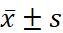 x̄ ± s